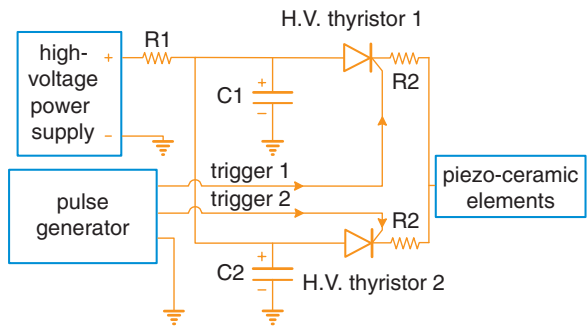 H.V. thyristor 1
high-
voltage
power
supply
+
−
R1
+
C1
−
R2
trigger 1
trigger 2
pulse
generator
piezo-ceramic
elements
R2
+
C2
−
H.V. thyristor 2